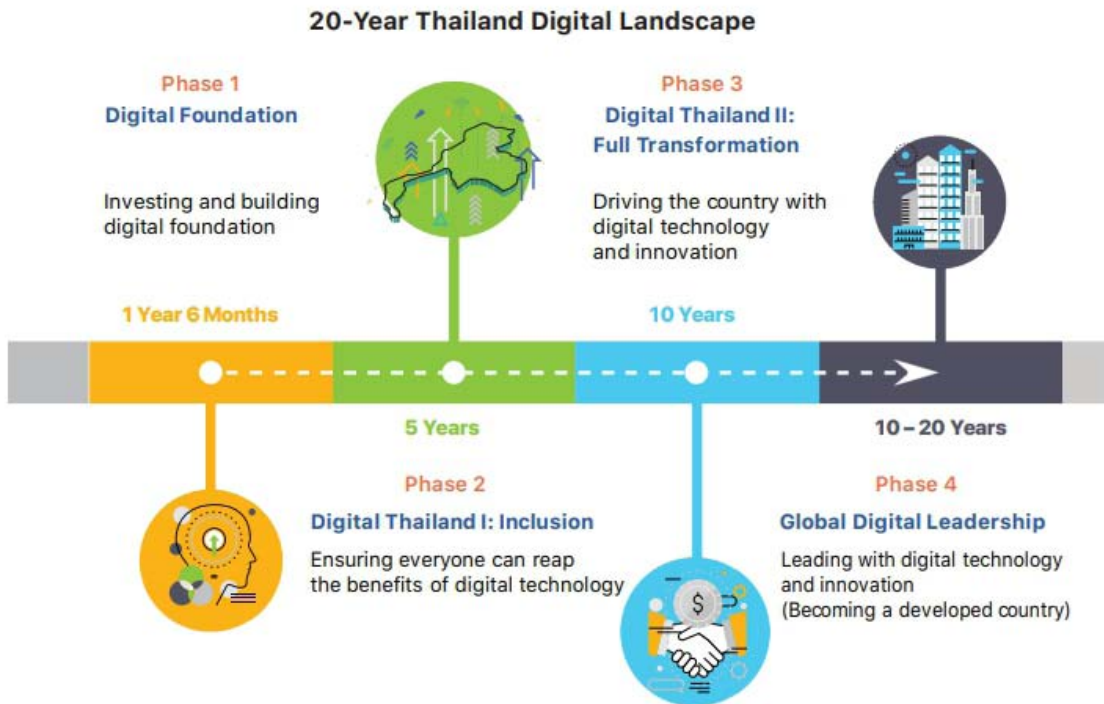 20-Year Thailand Digital Landscape
Phase 1
Digital Foundation
Investing and building
digital foundation
1 Year 6 Months
5 Years
Phase 2
Digital Thailand I: Inclusion
Ensuring everyone can reap
the benefits of digital technology
Phase 3
Digital Thailand II:
Full Transformation
Driving the country with
digital technology
and innovation
10 Years
$
10 – 20 Years
Phase 4
Global Digital Leadership
Leading with digital technology
and innovation
(Becoming a developed country)